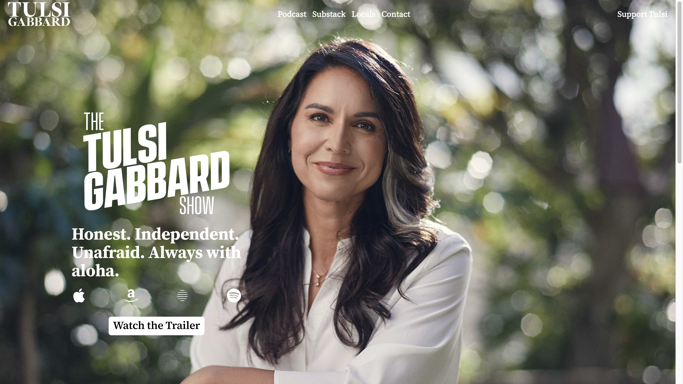 TULSI
GABBARD
Podcast Substack Locals Contact
Support Tulsi
THE
TULSI
GABBARD
SHOW
Honest. Independent.
Unafraid. Always with
aloha.
Watch the Trailer